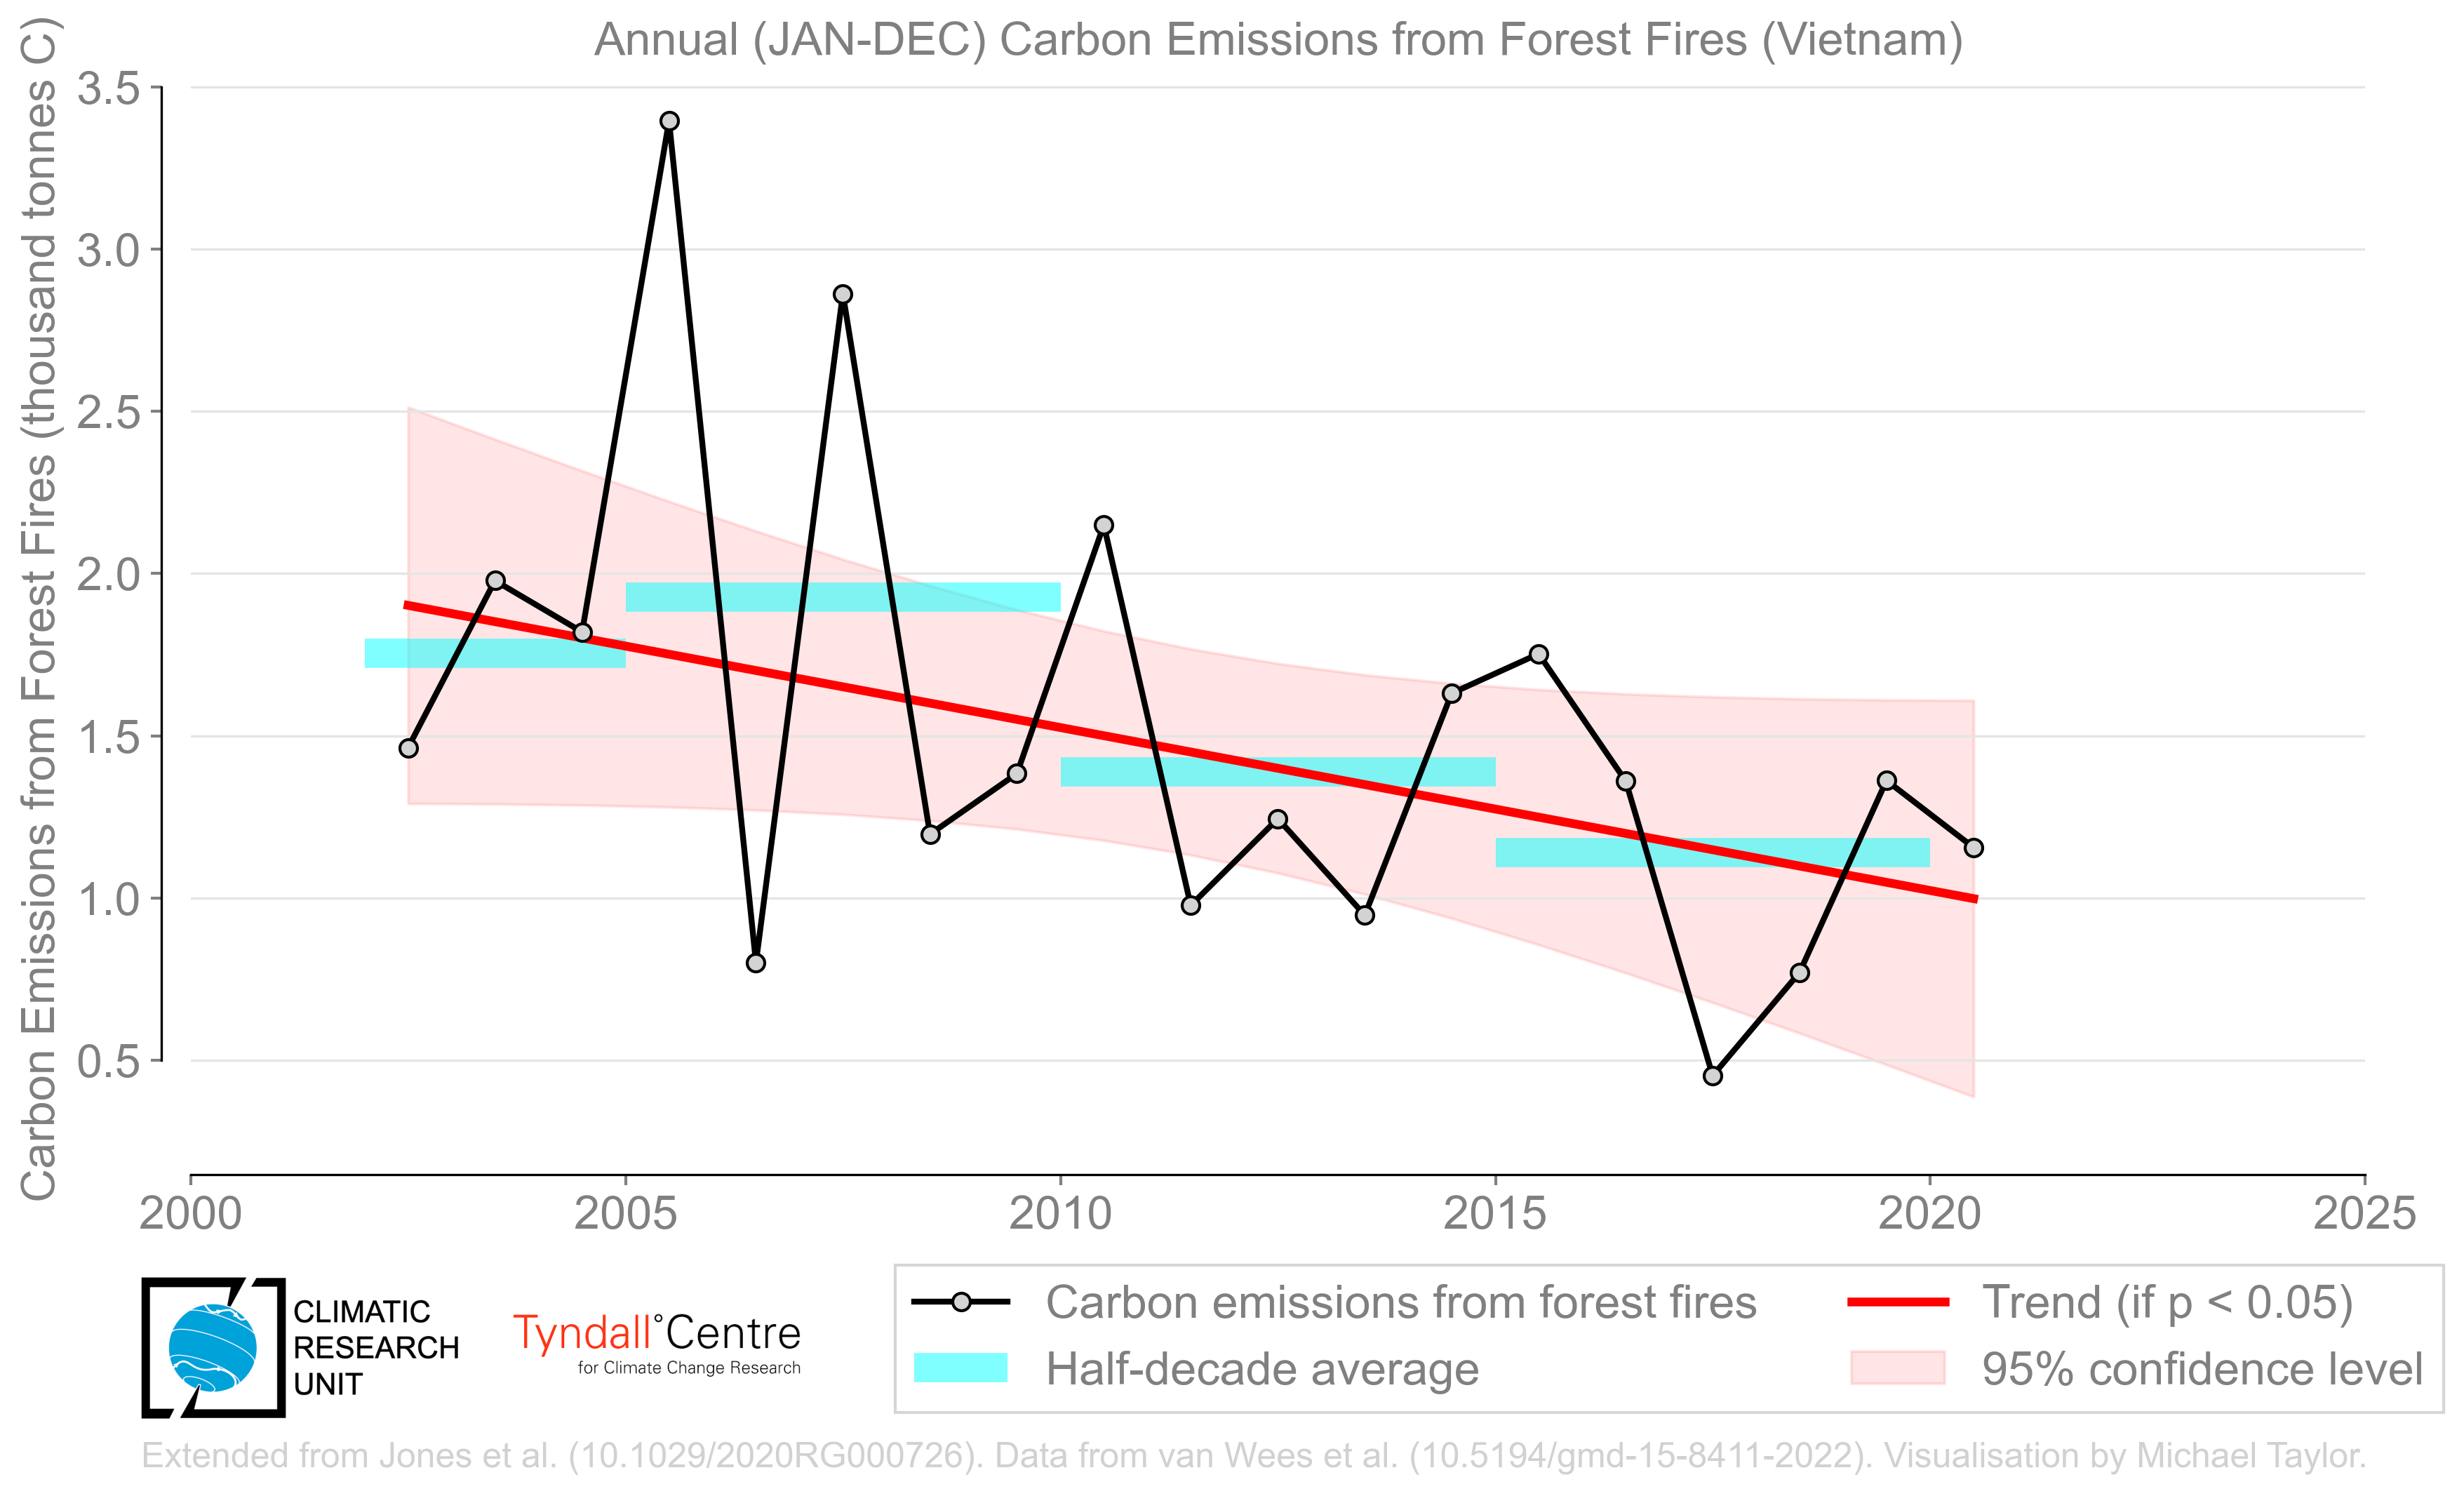 Annual (JAN-DEC) Carbon Emissions from Forest Fires (Vietnam)
Carbon Emissions from Forest Fires (thousand tonnes C)
3.5
3.0
2.5
2.0
1.5
1.0
0.5
2000
2005
2010
2015
2020
2025
CLIMATIC
RESEARCH
UNIT
Tyndall°Centre
for Climate Change Research
Carbon emissions from forest fires
Half-decade average
Trend (if p < 0.05)
95% confidence level
Extended from Jones et al. (10.1029/2020RG000726). Data from van Wees et al. (10.5194/gmd-15-8411-2022). Visualisation by Michael Taylor.